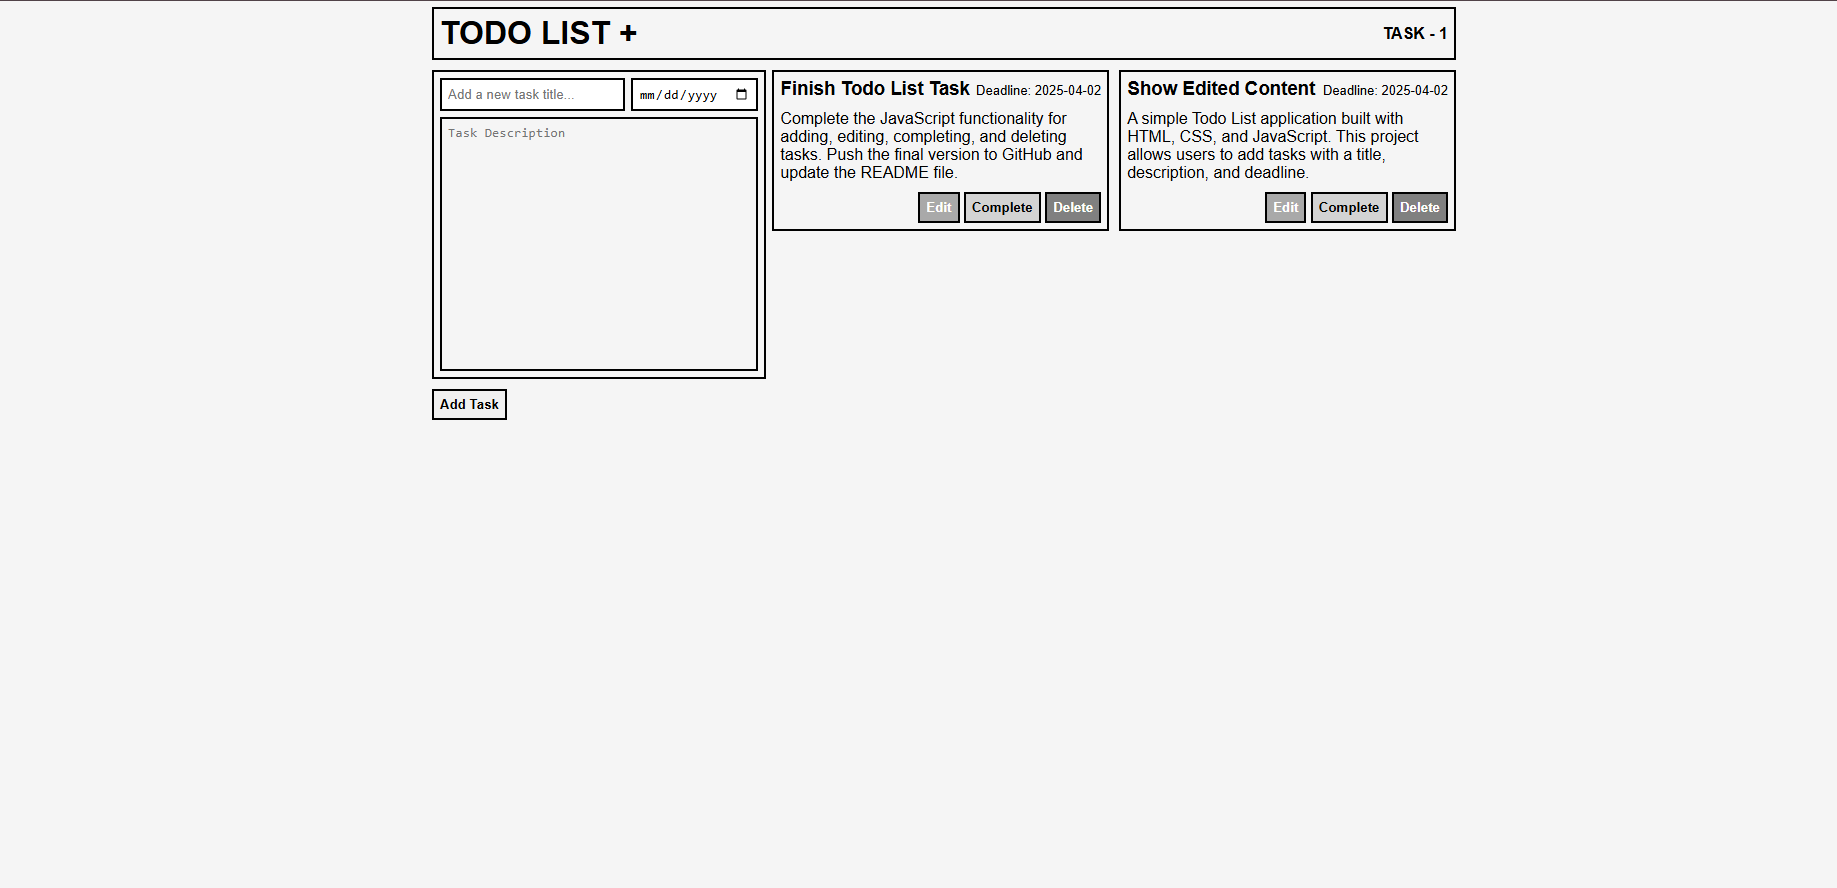 TODO LIST +
TASK - 1
Add a new task title...
mm/dd/yyyy
Task Description
Add Task
Finish Todo List Task
Deadline: 2025-04-02
Complete the JavaScript functionality for
adding, editing, completing, and deleting
tasks. Push the final version to GitHub and
update the README file.
Edit
Complete
Delete
Show Edited Content
Deadline: 2025-04-02
A simple Todo List application built with
HTML, CSS, and JavaScript. This project
allows users to add tasks with a title,
description, and deadline.
Edit
Complete
Delete